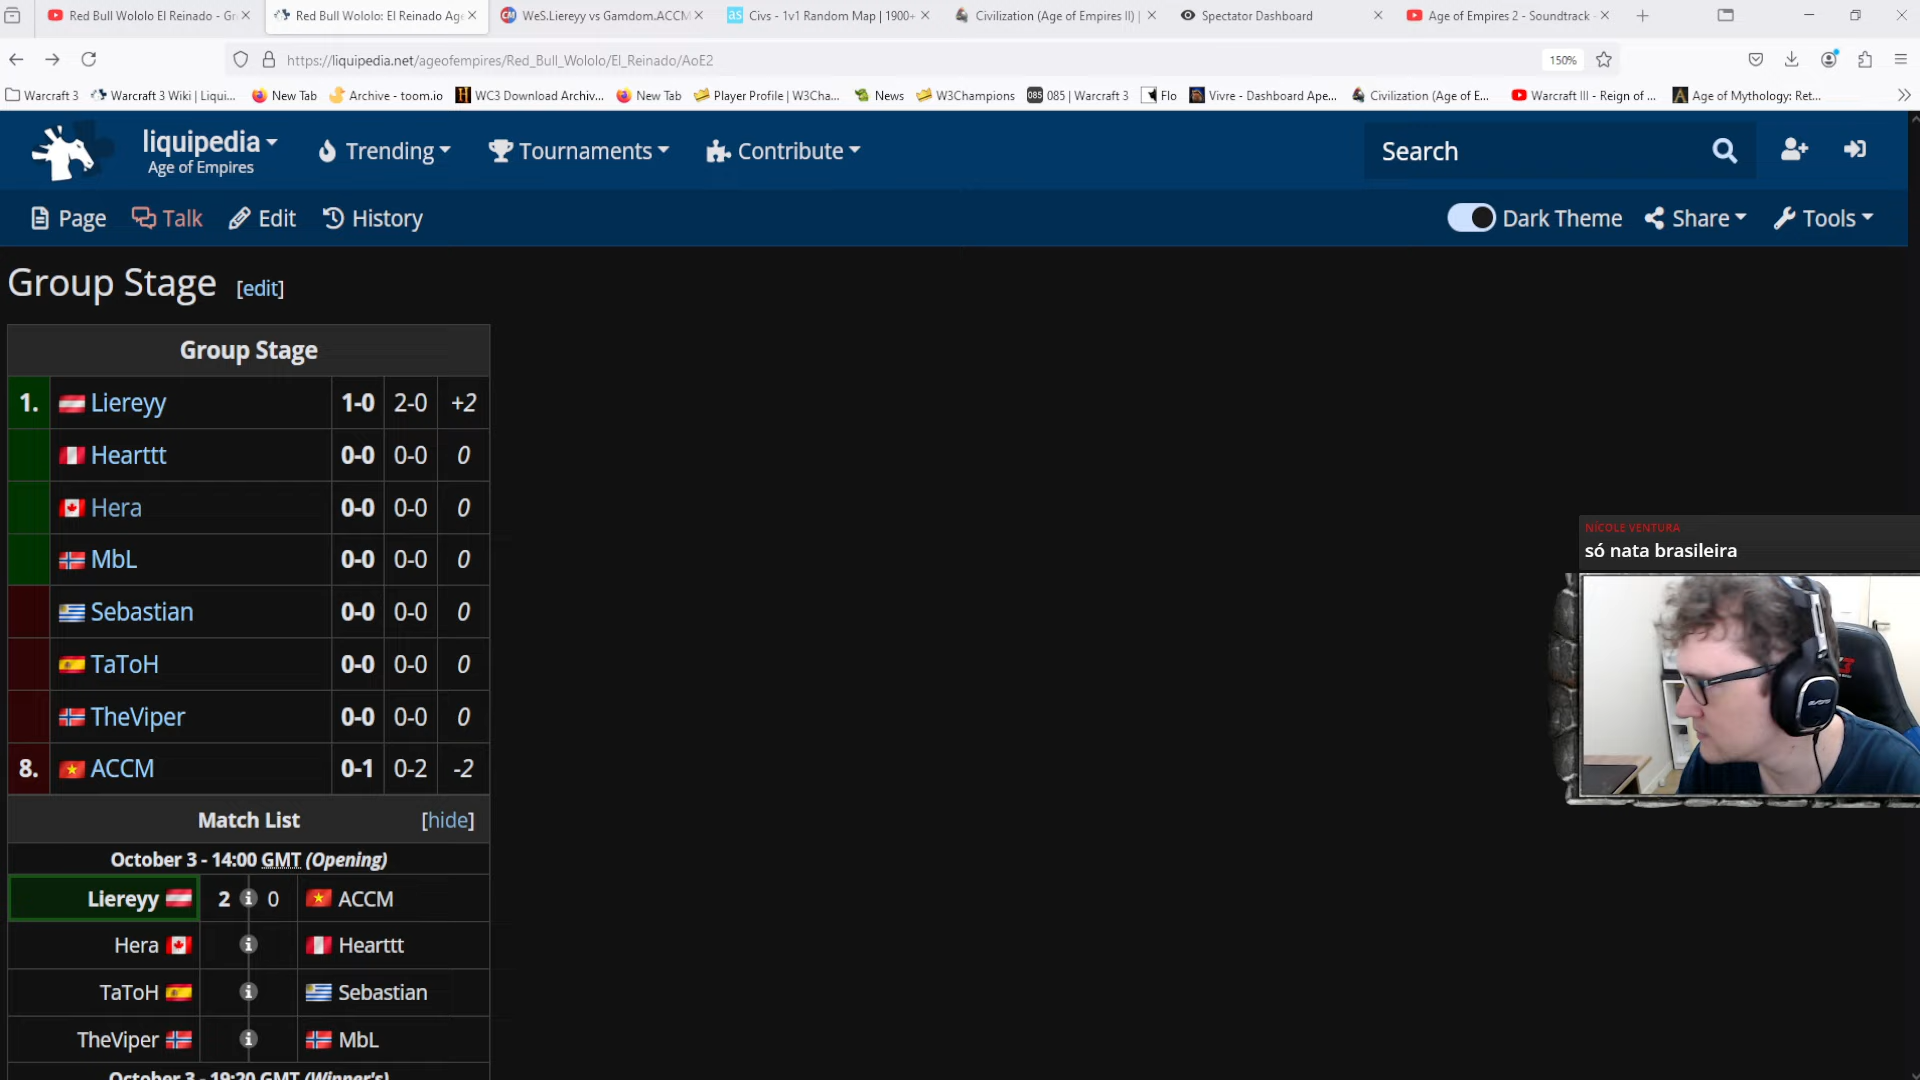 Red Bull Wololo El Reinado - Gr
Red Bull Wololo: El Reinado Age
WeS.Liereyy vs Gamdom.ACCM
as Civs - 1v1 Random Map | 1900+
Civilization (Age of Empires II) |
Spectator Dashboard
Age of Empires 2 - Soundtrack -
https://liquipedia.net/ageofempires/Red_Bull_Wololo/El_Reinado/AoE2
150%
Warcraft 3
Warcraft 3 Wiki | Liqui...
New Tab
Archive - toom.io
WC3 Download Archiv...
New Tab
Player Profile | W3Cha...
News
W3Champions
085 085 | Warcraft 3
Flo
Vivre - Dashboard Ape...
Civilization (Age of E...
Warcraft III - Reign of ...
Age of Mythology: Ret...
liquipedia
Age of Empires
Trending
Tournaments
Contribute
Search
Page
Talk
Edit
History
Dark Theme
Share
Tools
Group Stage [edit]
Group Stage
1. Liereyy 1-0 2-0 +2
Hearttt 0-0 0-0 0
Hera 0-0 0-0 0
MbL 0-0 0-0 0
Sebastian 0-0 0-0 0
TaToH 0-0 0-0 0
TheViper 0-0 0-0 0
8. ACCM 0-1 0-2 -2
Match List [hide]
October 3 - 14:00 GMT (Opening)
Liereyy 2 0 ACCM
Hera Hearttt
TaToH Sebastian
TheViper MbL
October 3 - 19:20 GMT (Winner's)
NICOLE VENTURA
só nata brasileira